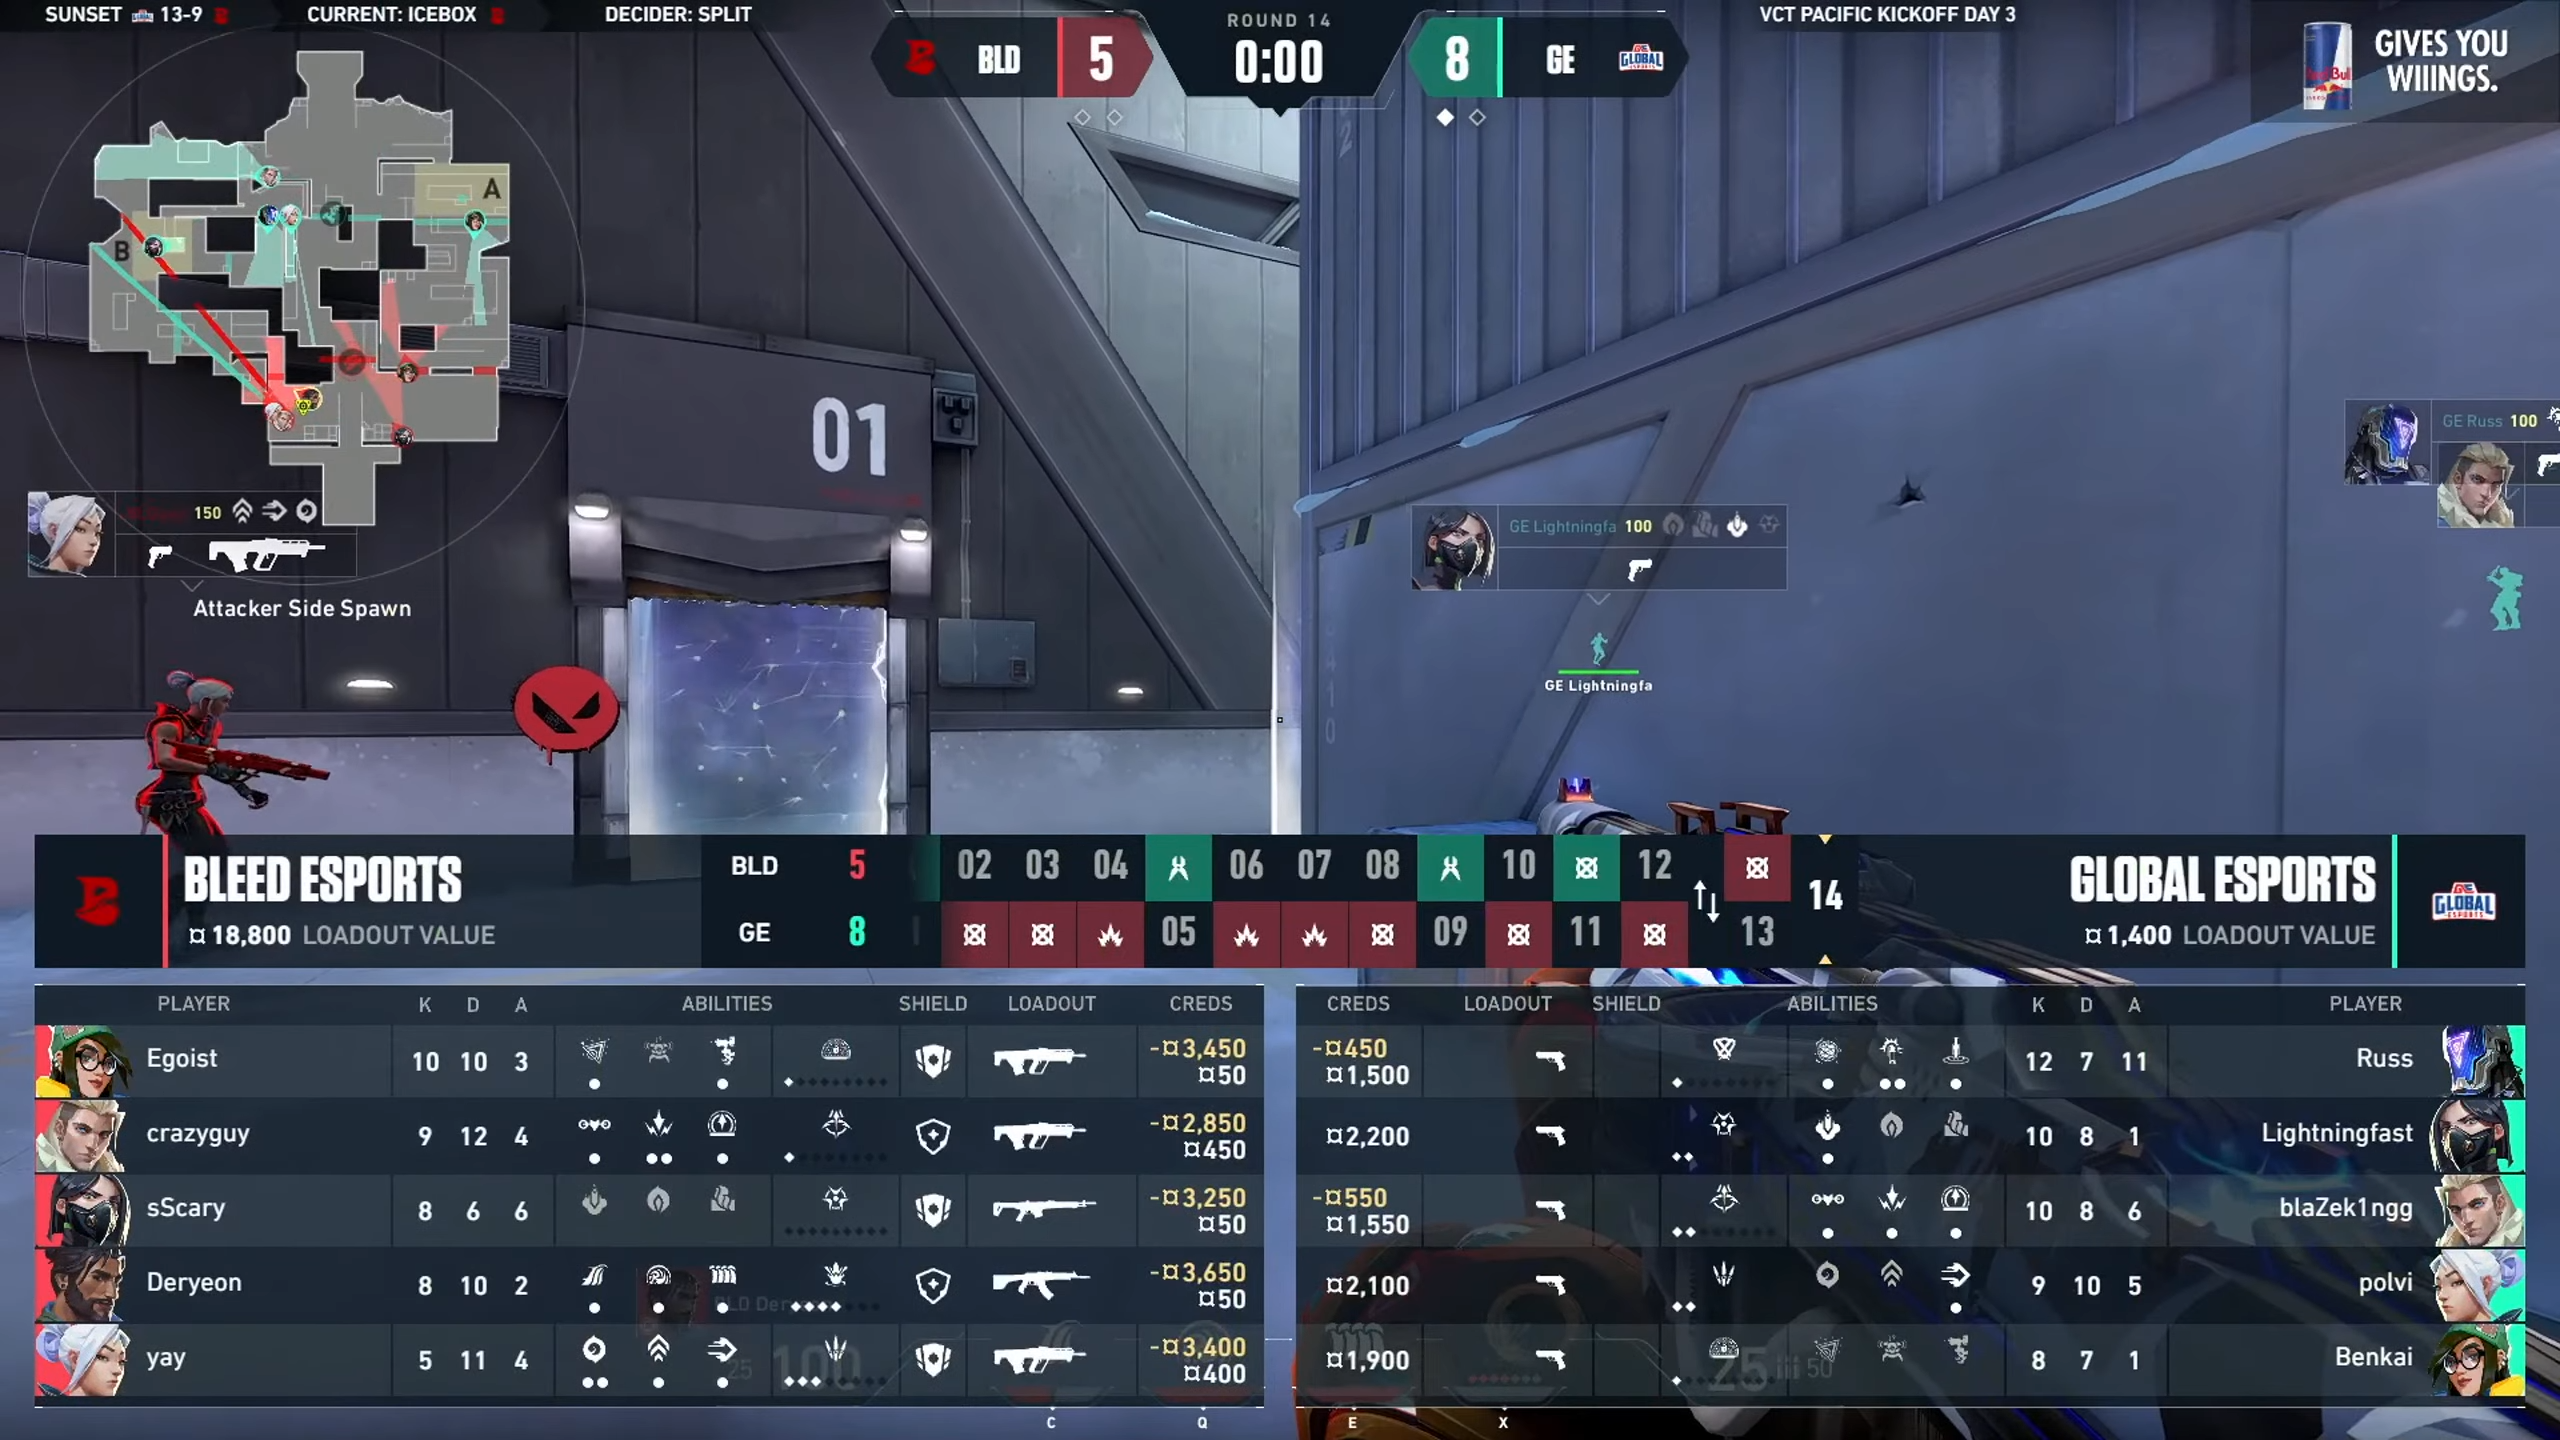 SUNSET 13-9
CURRENT: ICEBOX
DECIDER: SPLIT
BLD 5
ROUND 14
0:00
8 GE
GLOBAL
VCT PACIFIC KICKOFF DAY 3
GIVES YOU
WIIINGS.
A
B
150
Attacker Side Spawn
01
GE Lightningfa 100
GE Lightningfa
GE Russ 100
BLEED ESPORTS
¤ 18,800 LOADOUT VALUE
BLD 5 02 03 04 06 07 08 10 12
GE 8 05 09 11 13
14
GLOBAL ESPORTS
¤ 1,400 LOADOUT VALUE
GLOBAL
PLAYER K D A ABILITIES SHIELD LOADOUT CREDS
Egoist 10 10 3 -¤3,450
¤50
crazyguy 9 12 4 -¤2,850
¤450
sScary 8 6 6 -¤3,250
¤50
Deryeon 8 10 2 -¤3,650
¤50
yay 5 11 4 -¤3,400
¤400
CREDS LOADOUT SHIELD ABILITIES K D A PLAYER
-¤450
¤1,500 12 7 11 Russ
¤2,200 10 8 1 Lightningfast
-¤550
¤1,550 10 8 6 blaZek1ngg
¤2,100 9 10 5 polvi
¤1,900 8 7 1 Benkai
100
25
25
50
C Q E X